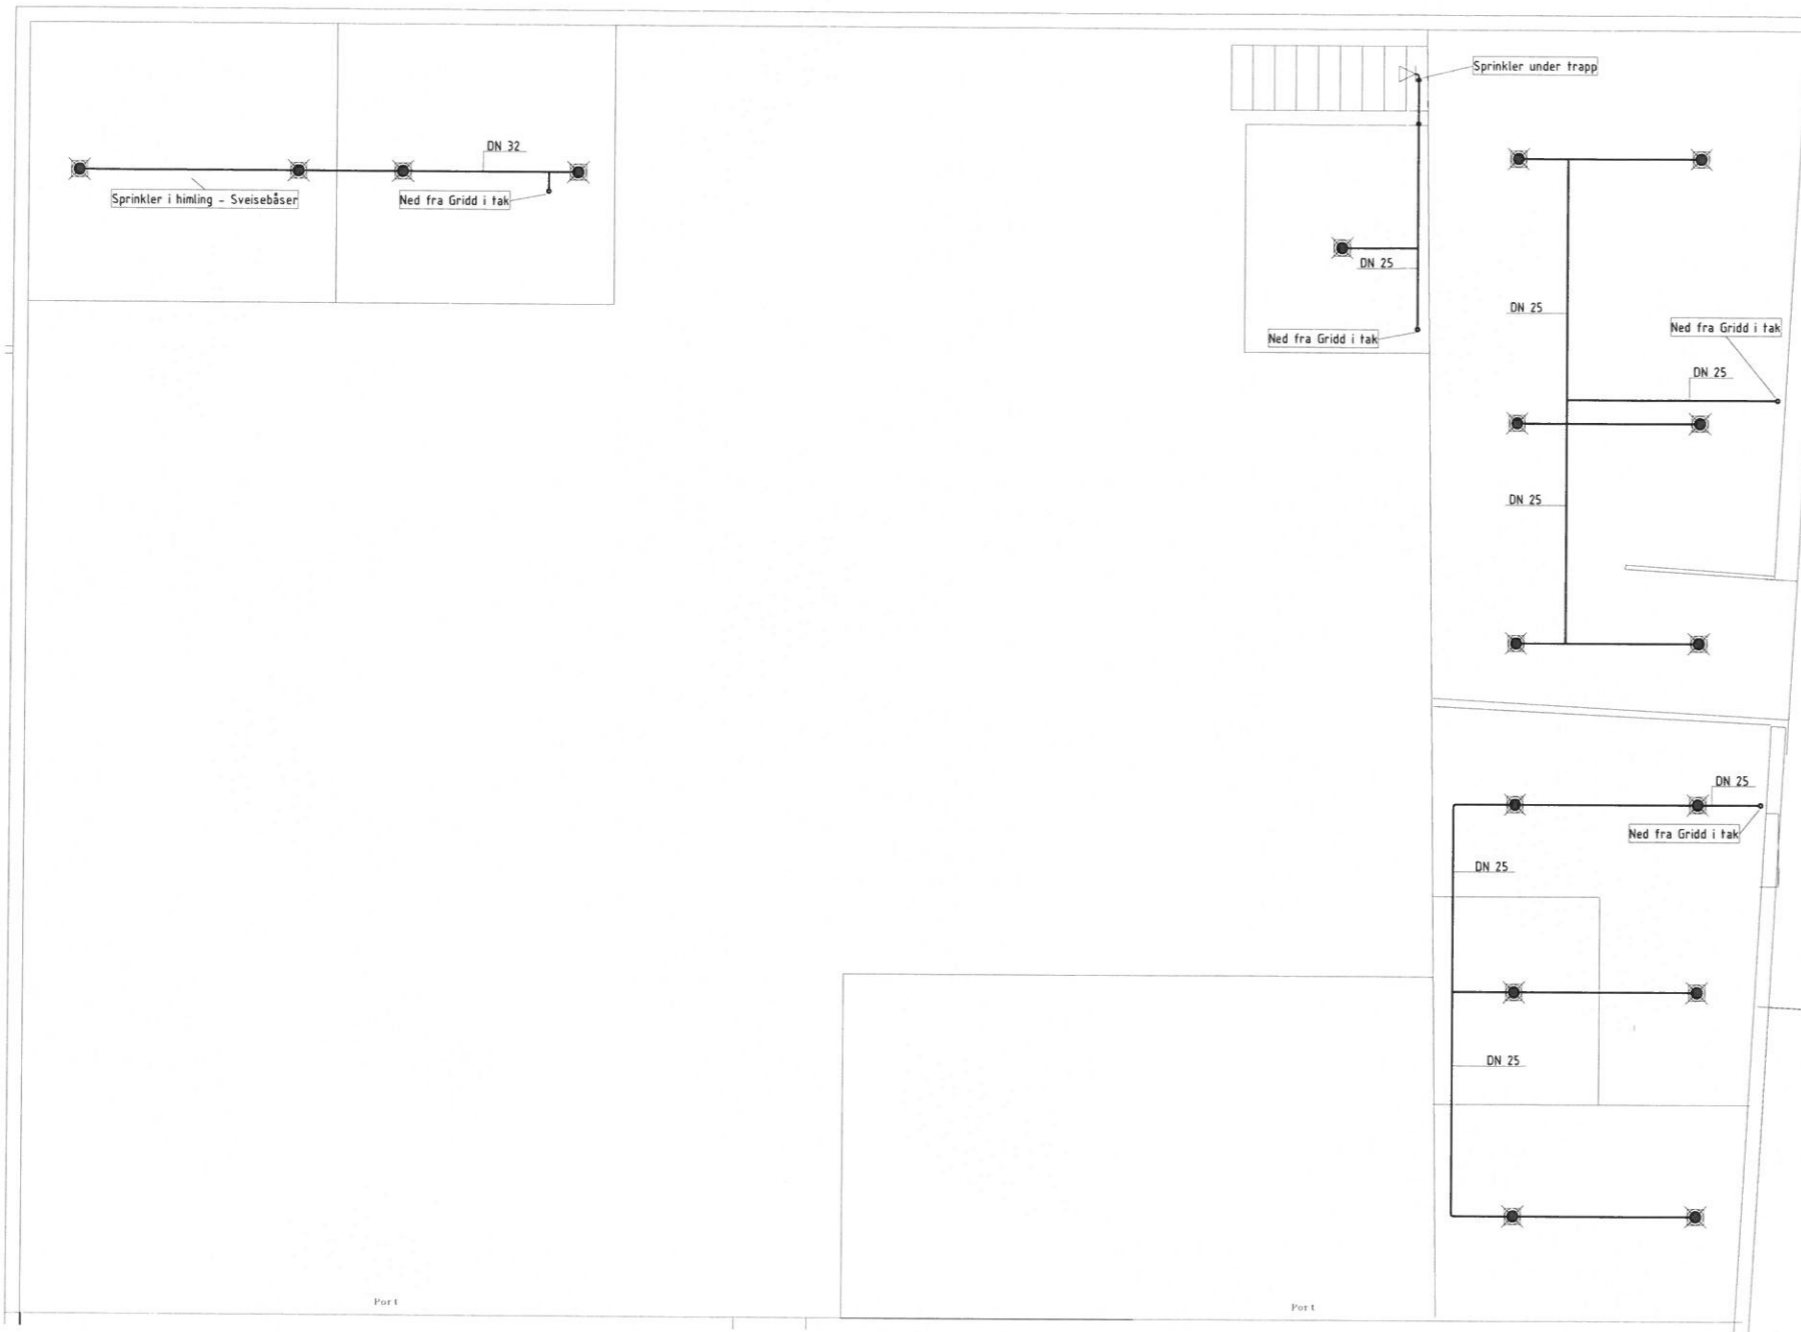 Sprinkler under trapp
DN 32
Sprinkler i himling - Sveisebåser
Ned fra Gridd i tak
DN 25
Ned fra Gridd i tak
DN 25
Ned fra Gridd i tak
DN 25
DN 25
DN 25
Ned fra Gridd i tak
DN 25
DN 25
Port
Port